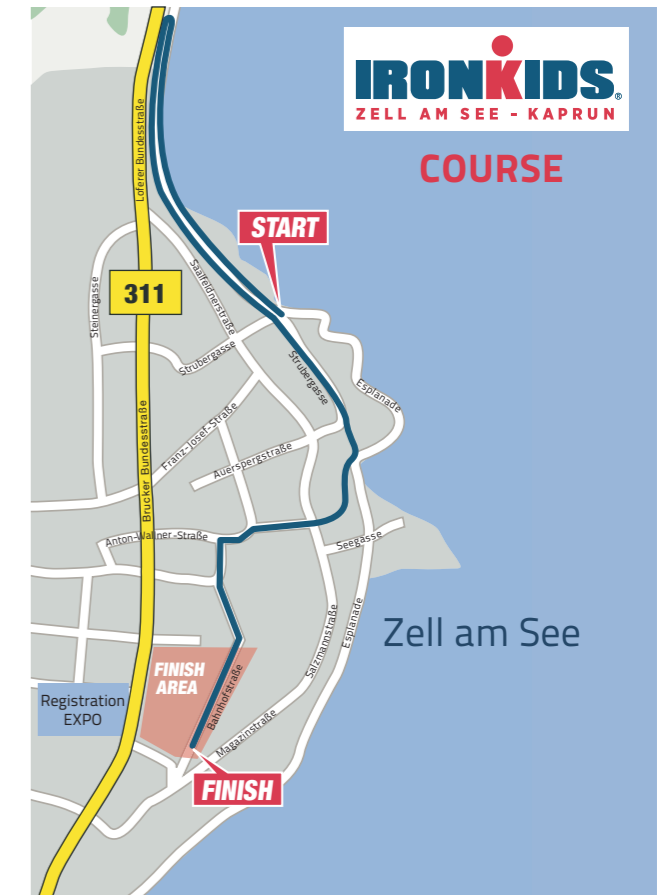 IRONKIDS®
ZELL AM SEE - KAPRUN
COURSE
Loferer Bundesstraße
START
Steinergasse
Saalfeldnerstraße
311
Strubergasse
Strubergasse
Esplanade
Franz-Josef-Straße
Auerspergstraße
Brucker Bundesstraße
Anton-Wallner-Straße
Seegasse
Salzmannstraße
Esplanade
Zell am See
FINISH
AREA
Bahnhofstraße
Registration
EXPO
Magazinstraße
FINISH